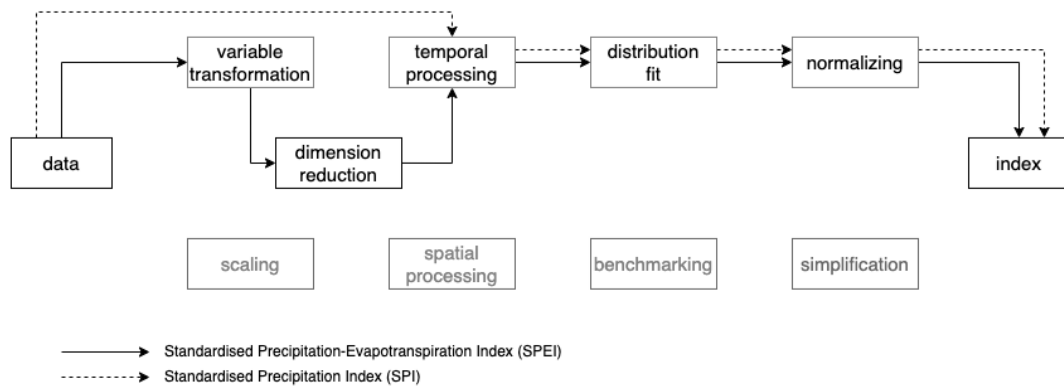 variable
transformation
temporal
processing
distribution
fit
normalizing
data
dimension
reduction
index
scaling
spatial
processing
benchmarking
simplification
Standardised Precipitation-Evapotranspiration Index (SPEI)
Standardised Precipitation Index (SPI)